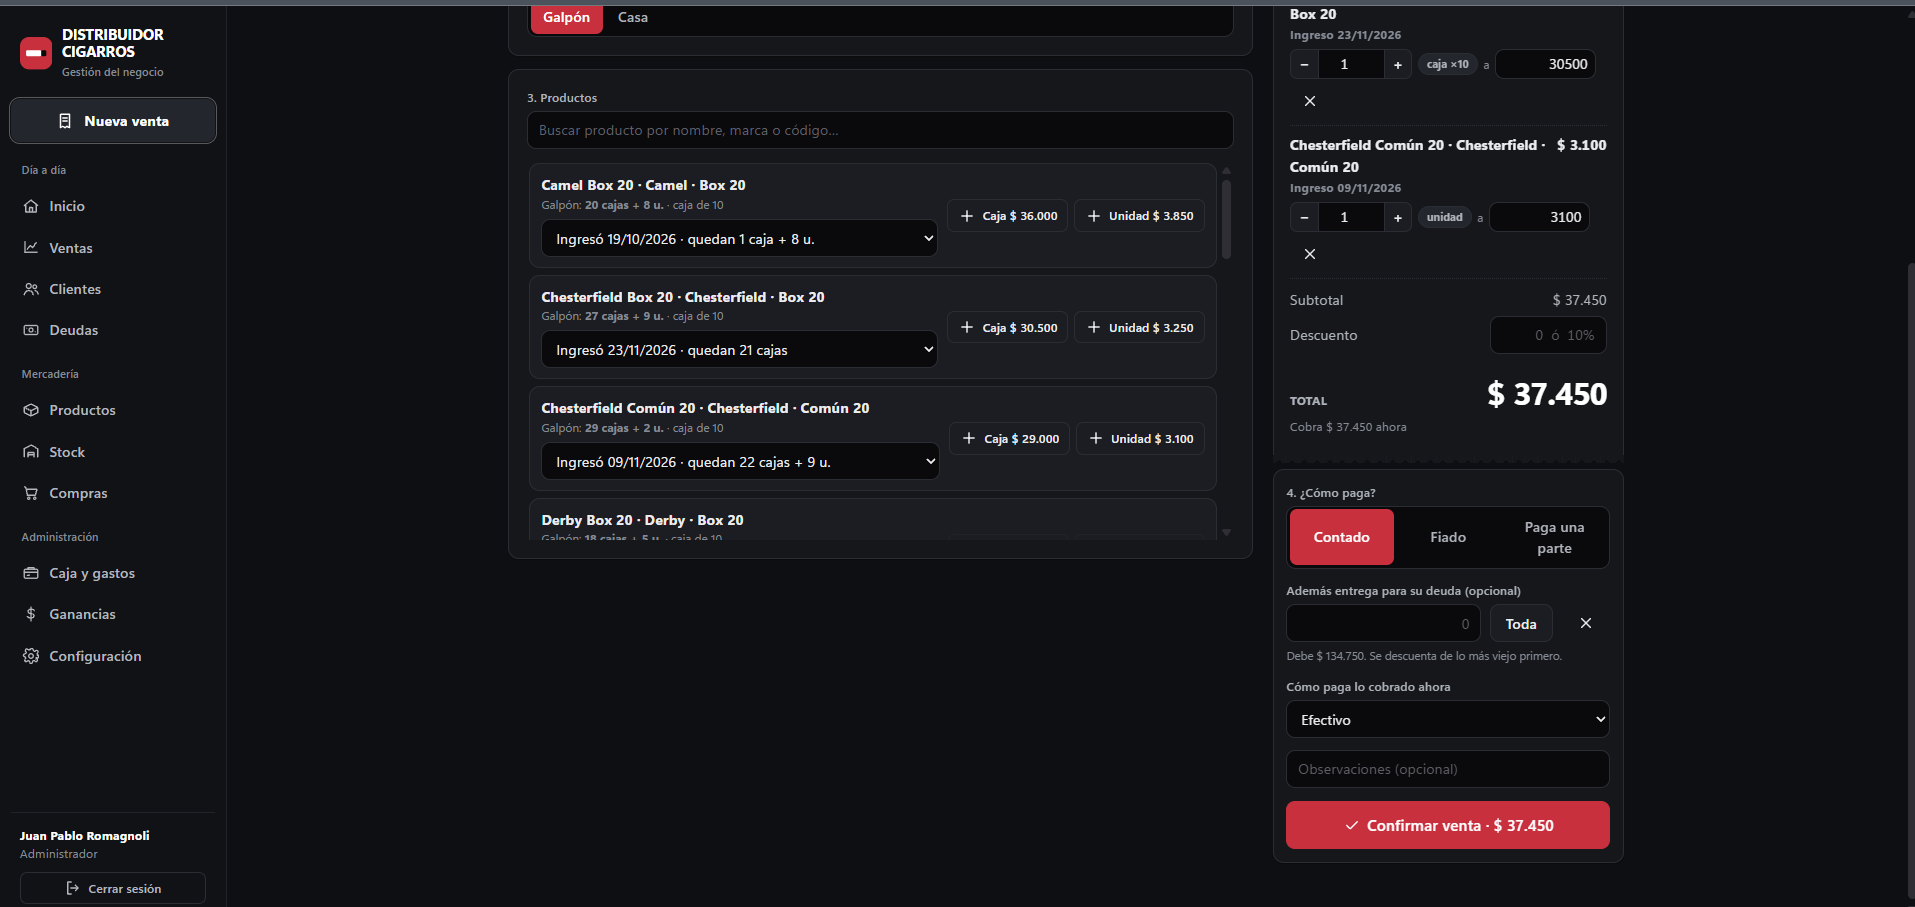 DISTRIBUIDOR
CIGARROS
Gestión del negocio
Nueva venta
Día a día
Inicio
Ventas
Clientes
Deudas
Mercadería
Productos
Stock
Compras
Administración
Caja y gastos
Ganancias
Configuración
Juan Pablo Romagnoli
Administrador
Cerrar sesión
Galpón Casa
3. Productos
Buscar producto por nombre, marca o código...
Camel Box 20 · Camel · Box 20
Galpón: 20 cajas + 8 u. · caja de 10
Ingresó 19/10/2026 · quedan 1 caja + 8 u.
+ Caja $ 36.000 + Unidad $ 3.850
Chesterfield Box 20 · Chesterfield · Box 20
Galpón: 27 cajas + 9 u. · caja de 10
Ingresó 23/11/2026 · quedan 21 cajas
+ Caja $ 30.500 + Unidad $ 3.250
Chesterfield Común 20 · Chesterfield · Común 20
Galpón: 29 cajas + 2 u. · caja de 10
Ingresó 09/11/2026 · quedan 22 cajas + 9 u.
+ Caja $ 29.000 + Unidad $ 3.100
Derby Box 20 · Derby · Box 20
Galpón: 18 cajas + 5 u. · caja de 10
Box 20
Ingreso 23/11/2026
− 1 + caja ×10 a 30500
×
Chesterfield Común 20 · Chesterfield · $ 3.100
Común 20
Ingreso 09/11/2026
− 1 + unidad a 3100
×
Subtotal $ 37.450
Descuento 0 ó 10%
TOTAL $ 37.450
Cobra $ 37.450 ahora
4. ¿Cómo paga?
Contado Fiado Paga una
parte
Además entrega para su deuda (opcional)
0 Toda ×
Debe $ 134.750. Se descuenta de lo más viejo primero.
Cómo paga lo cobrado ahora
Efectivo
Observaciones (opcional)
Confirmar venta · $ 37.450